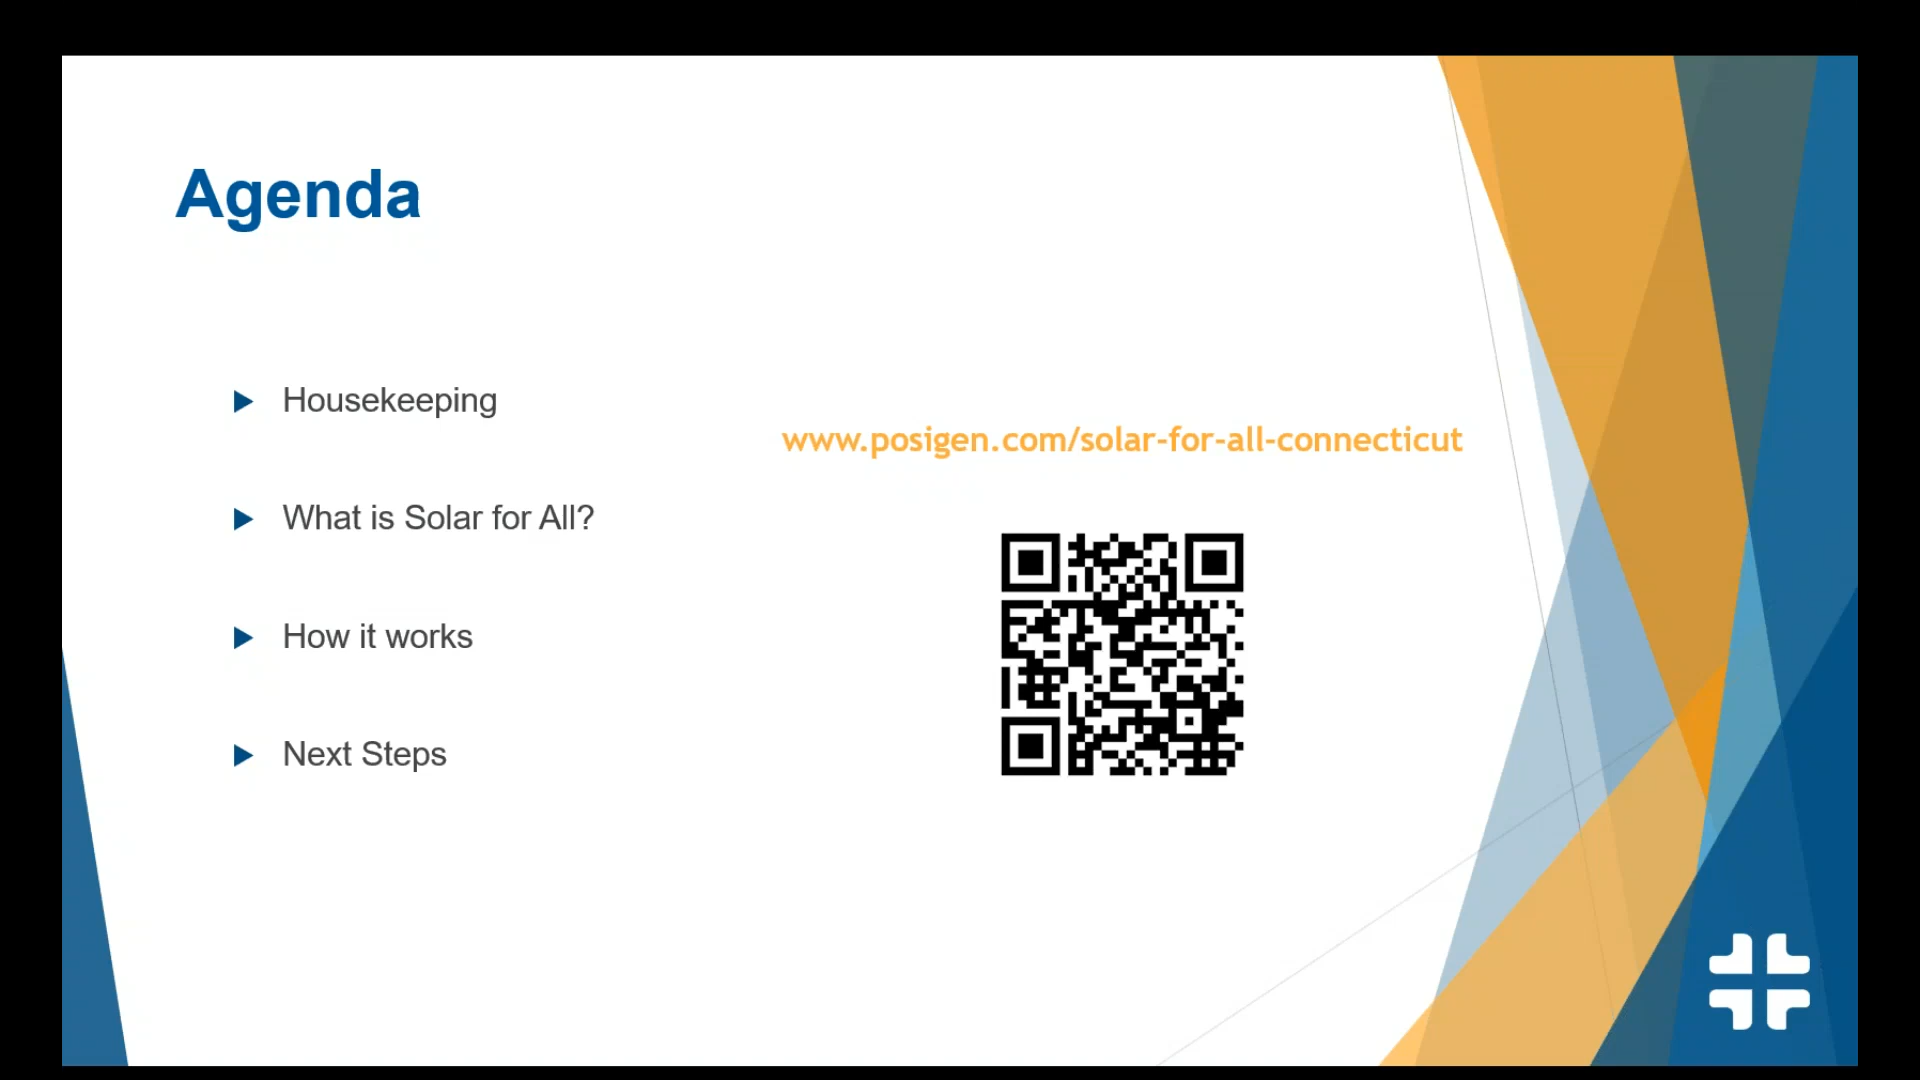 Agenda
Housekeeping
www.posigen.com/solar-for-all-connecticut
What is Solar for All?
How it works
Next Steps